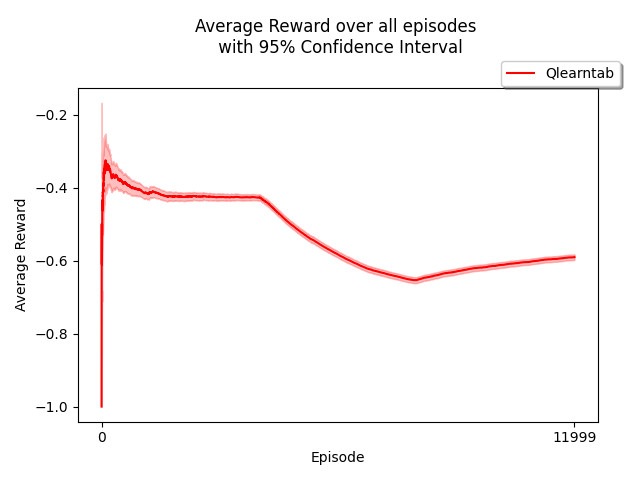 Average Reward over all episodes
with 95% Confidence Interval
Qlearntab
−0.2
−0.4
−0.6
−0.8
−1.0
Average Reward
0
11999
Episode